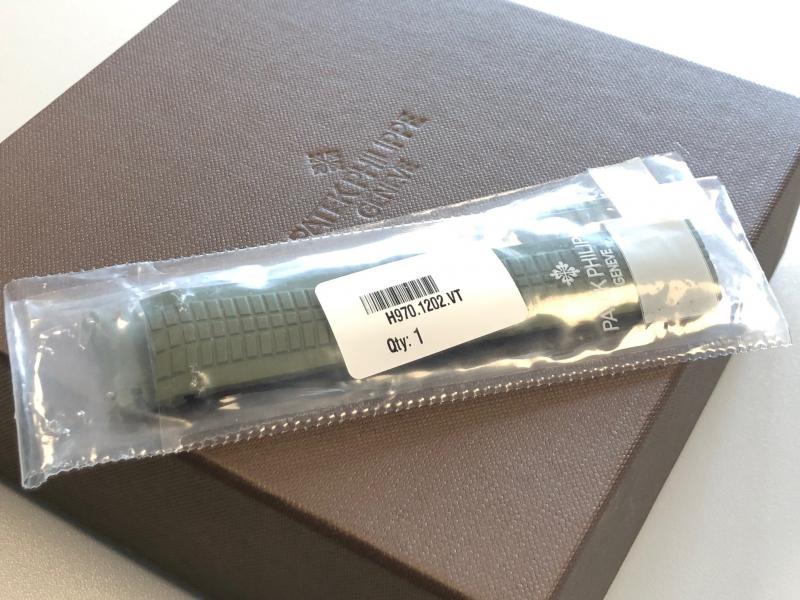 PATEK PHILIPPE
GENEVE
H970.1202.VT
Qty: 1
PATEK PHILIPPE
GENEVE